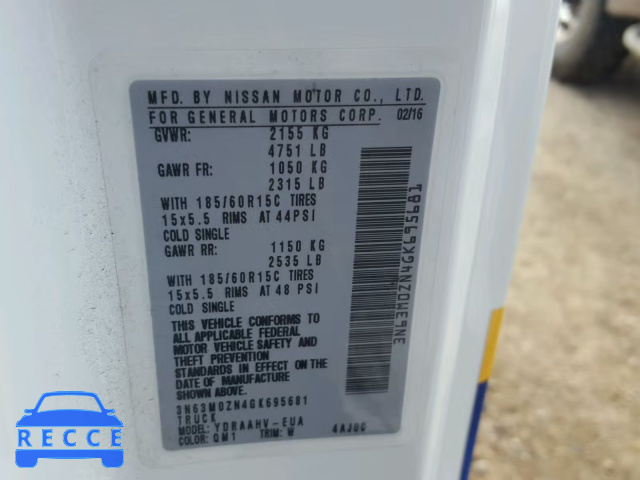 MFD. BY NISSAN MOTOR CO., LTD.
FOR GENERAL MOTORS CORP. 02/16
GVWR: 2155 KG
4751 LB
GAWR FR: 1050 KG
2315 LB
WITH 185/60R15C TIRES
15x5.5 RIMS AT 44PSI
COLD SINGLE
GAWR RR: 1150 KG
2535 LB
WITH 185/60R15C TIRES
15x5.5 RIMS AT 48 PSI
COLD SINGLE
THIS VEHICLE CONFORMS TO
ALL APPLICABLE FEDERAL
MOTOR VEHICLE SAFETY AND
THEFT PREVENTION
STANDARDS IN EFFECT ON THE
DATE OF MANUFACTURE.
3N63M0ZN4GK695681
TRUCK
MODEL: YDRAAHV-EUA
COLOR: QM1 TRIM: W 4AJ0G
3N63M0ZN4GK695681
RECCE